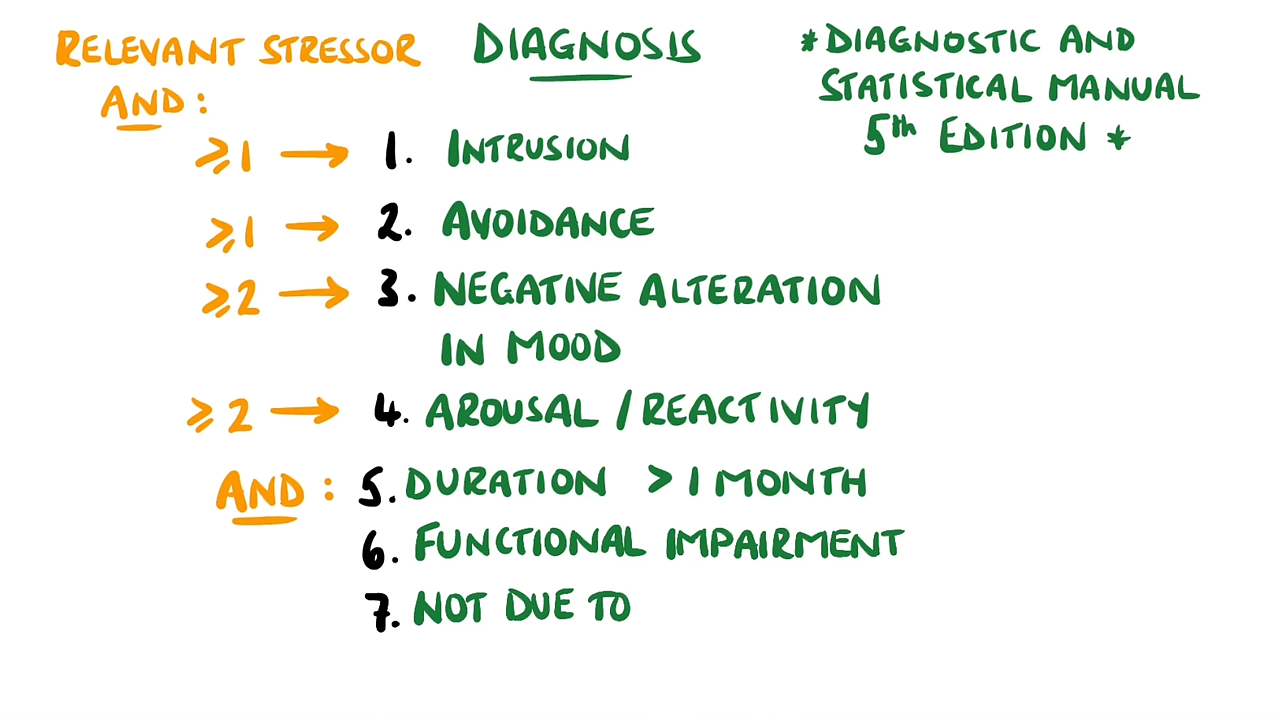 RELEVANT STRESSOR
AND:
DIAGNOSIS
*DIAGNOSTIC AND
STATISTICAL MANUAL
5th EDITION *
≥1 → 1. INTRUSION
≥1 → 2. AVOIDANCE
≥2 → 3. NEGATIVE ALTERATION
IN MOOD
≥2 → 4. AROUSAL / REACTIVITY
AND: 5. DURATION > 1 MONTH
6. FUNCTIONAL IMPAIRMENT
7. NOT DUE TO